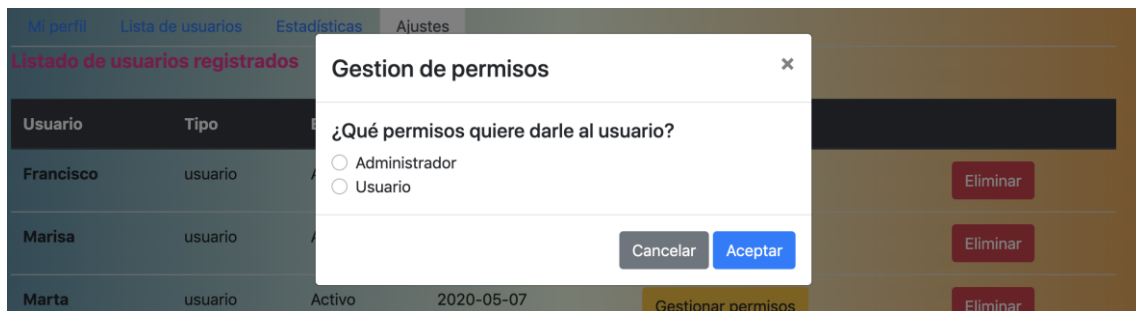 Mi perfil Lista de usuarios Estadísticas Ajustes
Listado de usuarios registrados
Gestion de permisos ×
Usuario Tipo
¿Qué permisos quiere darle al usuario?
Administrador
Usuario
Francisco usuario Eliminar
Cancelar Aceptar
Marisa usuario Eliminar
Marta usuario Activo 2020-05-07 Gestionar permisos Eliminar